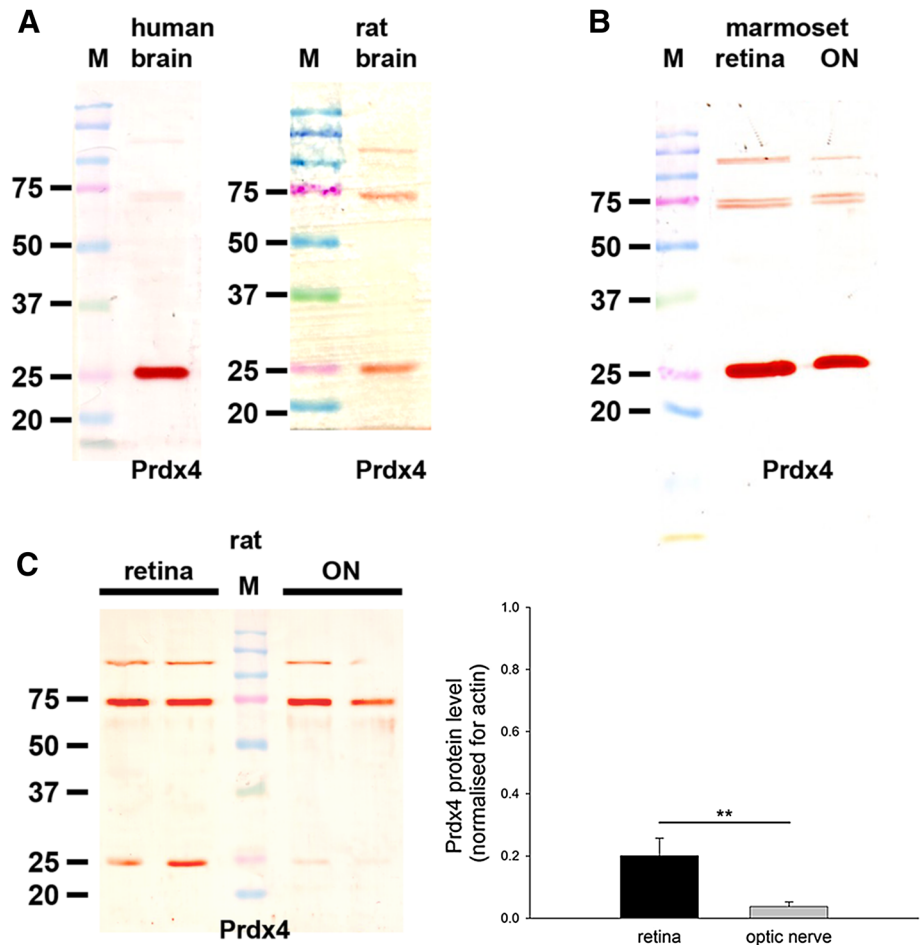 A
human
M brain
75
50
37
25
20
Prdx4
rat
M brain
75
50
37
25
20
Prdx4
B
marmoset
M retina ON
75
50
37
25
20
Prdx4
C
rat
retina M ON
75
50
37
25
20
Prdx4
Prdx4 protein level
(normalised for actin)
1.0
0.8
0.6
0.4
0.2
0.0
**
retina optic nerve